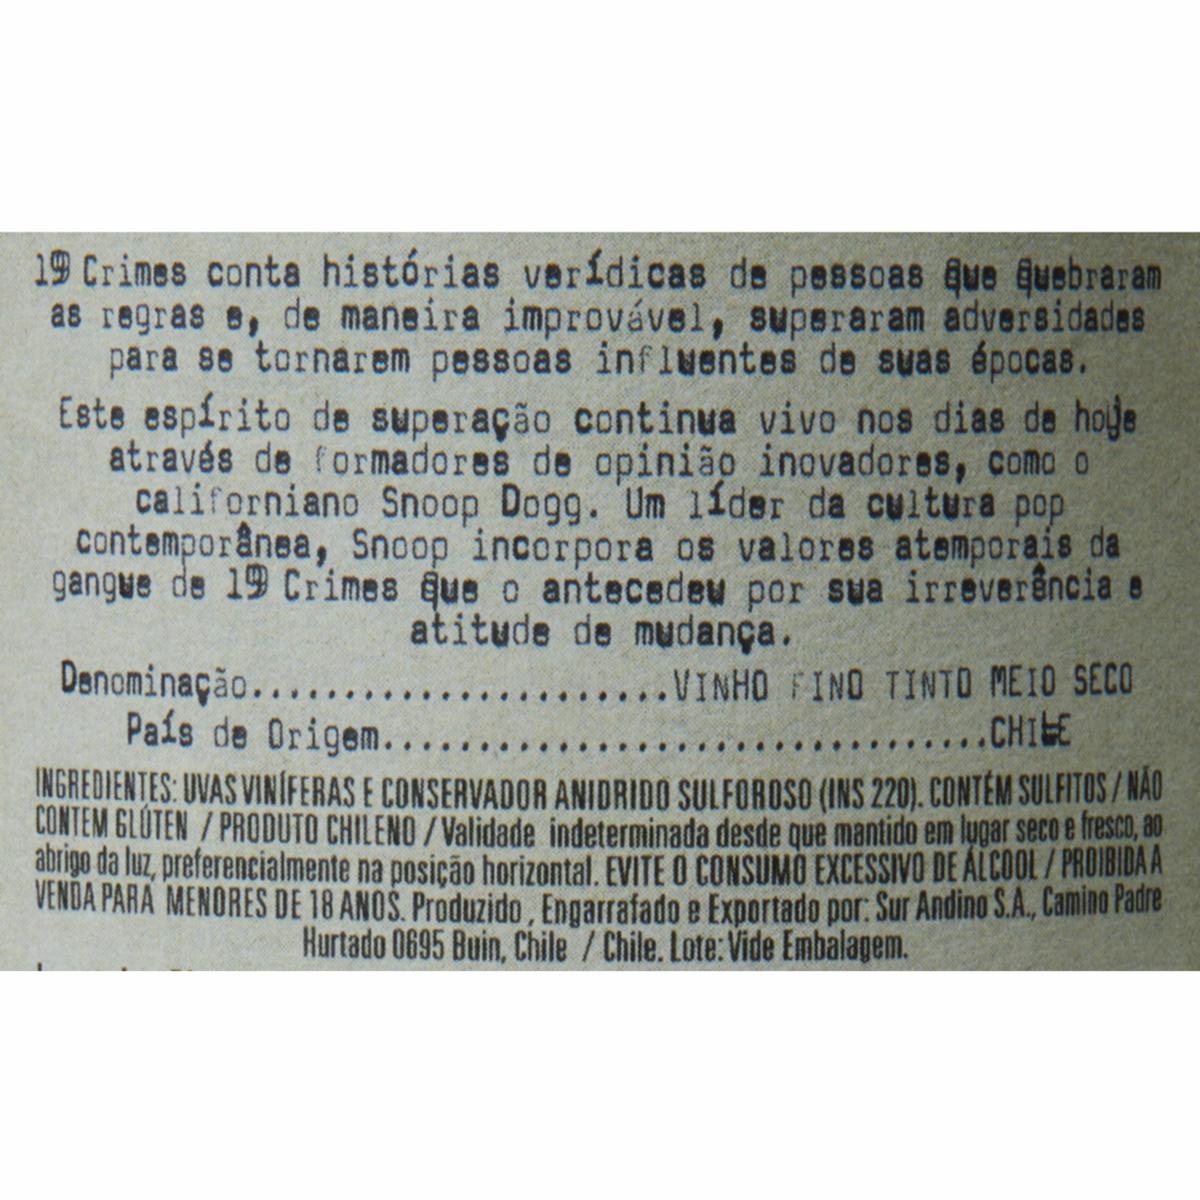 19 Crimes conta histórias verídicas de pessoas que quebraram
as regras e, de maneira improvável, superaram adversidades
para se tornarem pessoas influentes de suas épocas.
Este espírito de superação continua vivo nos dias de hoje
através de formadores de opinião inovadores, como o
californiano Snoop Dogg. Um líder da cultura pop
contemporânea, Snoop incorpora os valores atemporais da
gangue de 19 Crimes que o antecedeu por sua irreverência e
atitude de mudança.
Denominação.......................VINHO FINO TINTO MEIO SECO
País de Origem.................................CHILE
INGREDIENTES: UVAS VINÍFERAS E CONSERVADOR ANIDRIDO SULFOROSO (INS 220). CONTÉM SULFITOS / NÃO
CONTEM GLÚTEN / PRODUTO CHILENO / Validade indeterminada desde que mantido em lugar seco e fresco, ao
abrigo da luz, preferencialmente na posição horizontal. EVITE O CONSUMO EXCESSIVO DE ÁLCOOL / PROIBIDA A
VENDA PARA MENORES DE 18 ANOS. Produzido , Engarrafado e Exportado por: Sur Andino S.A., Camino Padre
Hurtado 0695 Buin, Chile / Chile. Lote: Vide Embalagem.